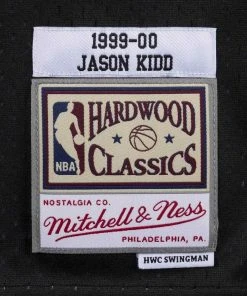 1999-00
JASON KIDD
HARDWOOD
NBA
CLASSICS
NOSTALGIA CO.
Mitchell & Ness
PHILADELPHIA, PA.
HWC SWINGMAN